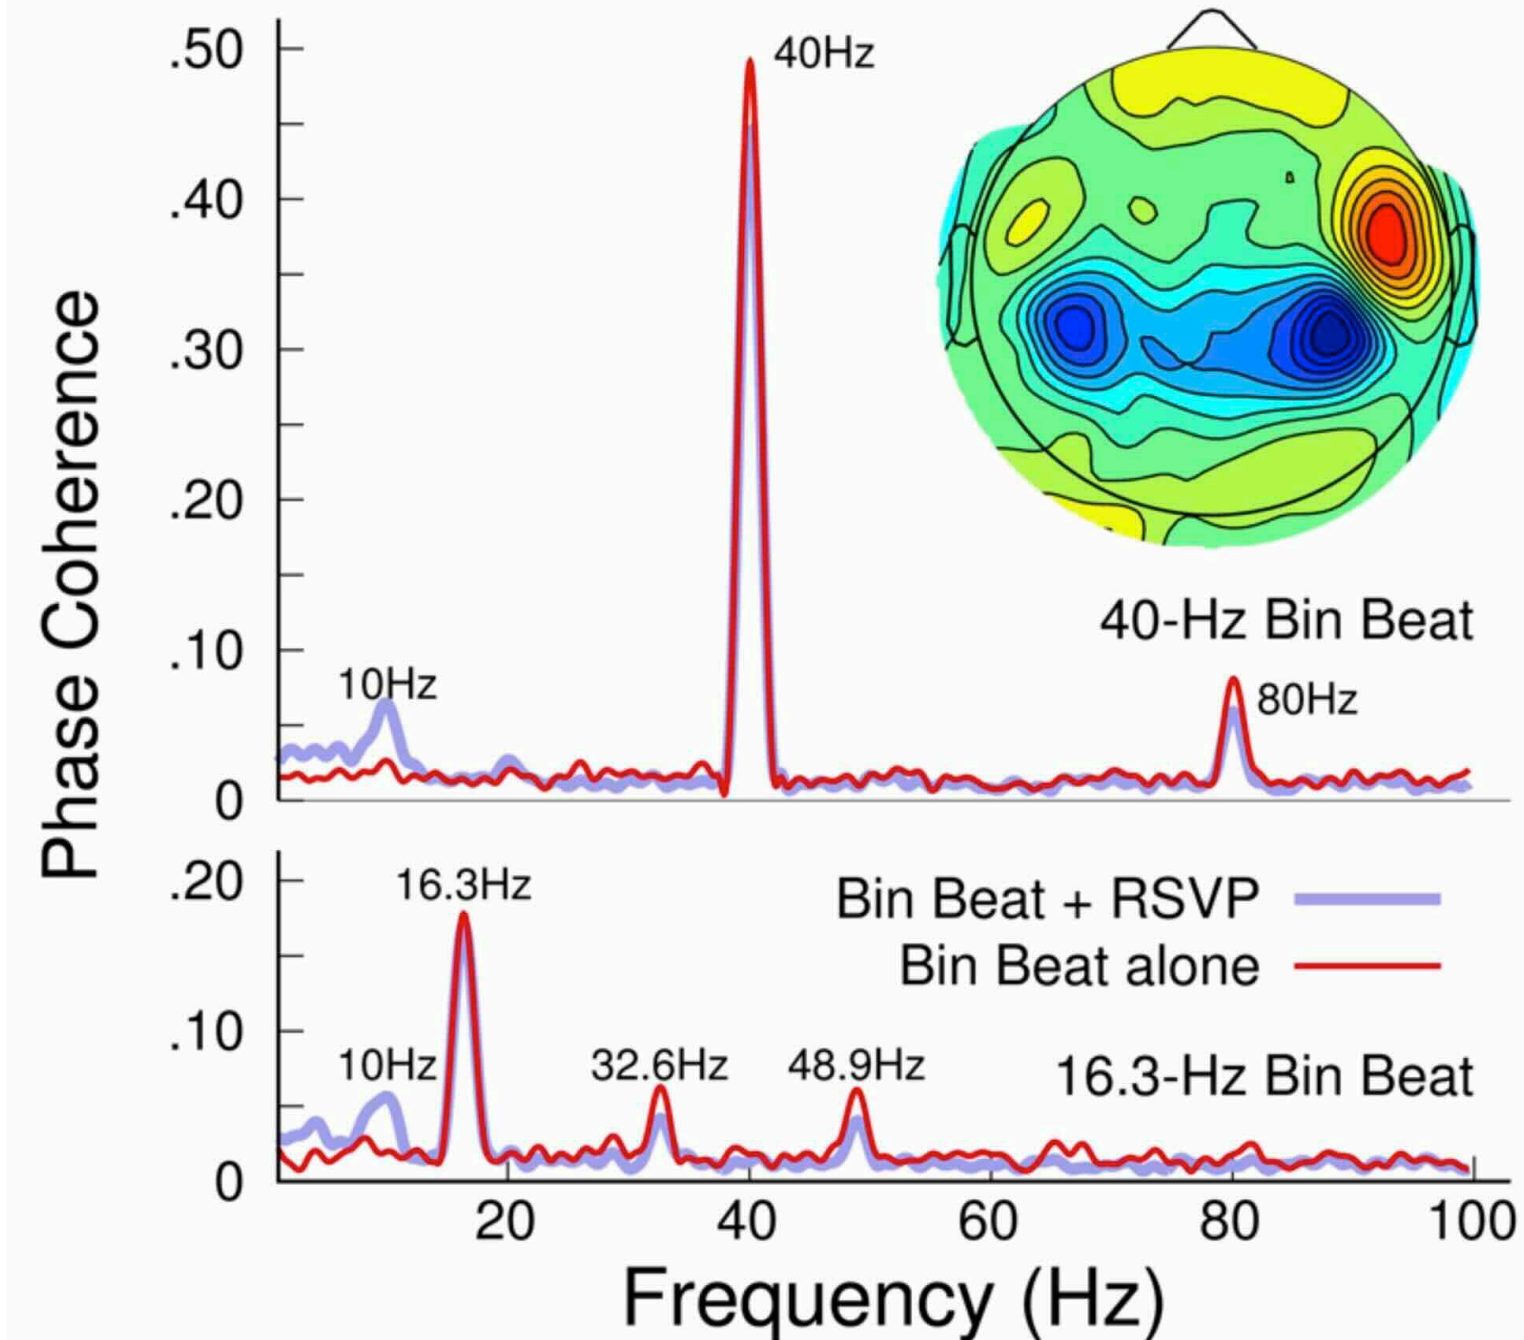 Phase Coherence
.50
.40
.30
.20
.10
0
10Hz
40Hz
80Hz
40-Hz Bin Beat
.20
.10
0
16.3Hz
Bin Beat + RSVP
Bin Beat alone
10Hz
32.6Hz
48.9Hz
16.3-Hz Bin Beat
20
40
60
80
100
Frequency (Hz)